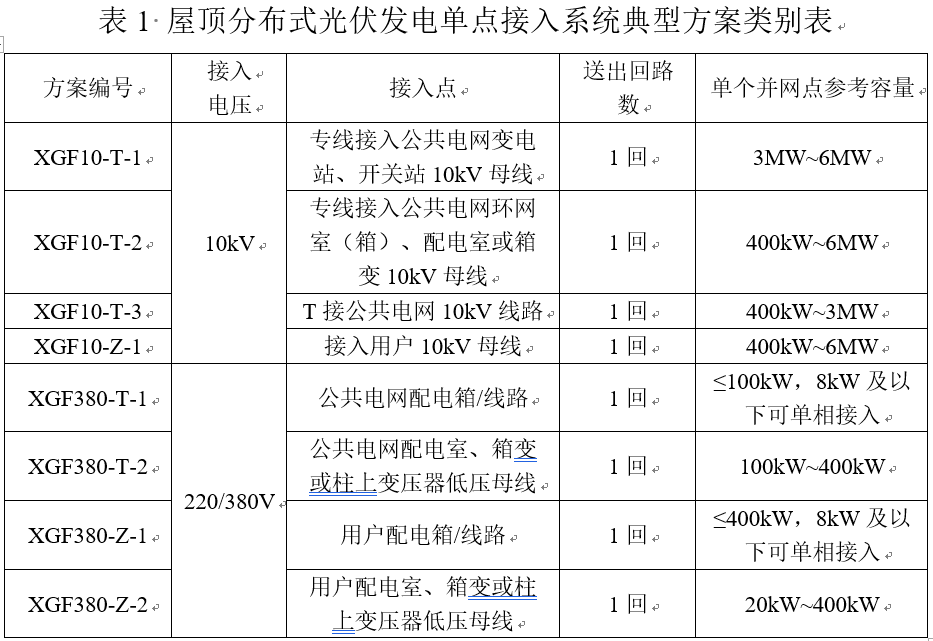 表 1 屋顶分布式光伏发电单点接入系统典型方案类别表
方案编号
接入
电压
接入点
送出回路
数
单个并网点参考容量
XGF10-T-1
10kV
专线接入公共电网变电
站、开关站 10kV 母线
1 回
3MW~6MW
XGF10-T-2
专线接入公共电网环网
室（箱）、配电室或箱
变 10kV 母线
1 回
400kW~6MW
XGF10-T-3
T 接公共电网 10kV 线路
1 回
400kW~3MW
XGF10-Z-1
接入用户 10kV 母线
1 回
400kW~6MW
XGF380-T-1
220/380V
公共电网配电箱/线路
1 回
≤100kW，8kW 及以
下可单相接入
XGF380-T-2
公共电网配电室、箱变
或柱上变压器低压母线
1 回
100kW~400kW
XGF380-Z-1
用户配电箱/线路
1 回
≤400kW，8kW 及以
下可单相接入
XGF380-Z-2
用户配电室、箱变或柱
上变压器低压母线
1 回
20kW~400kW